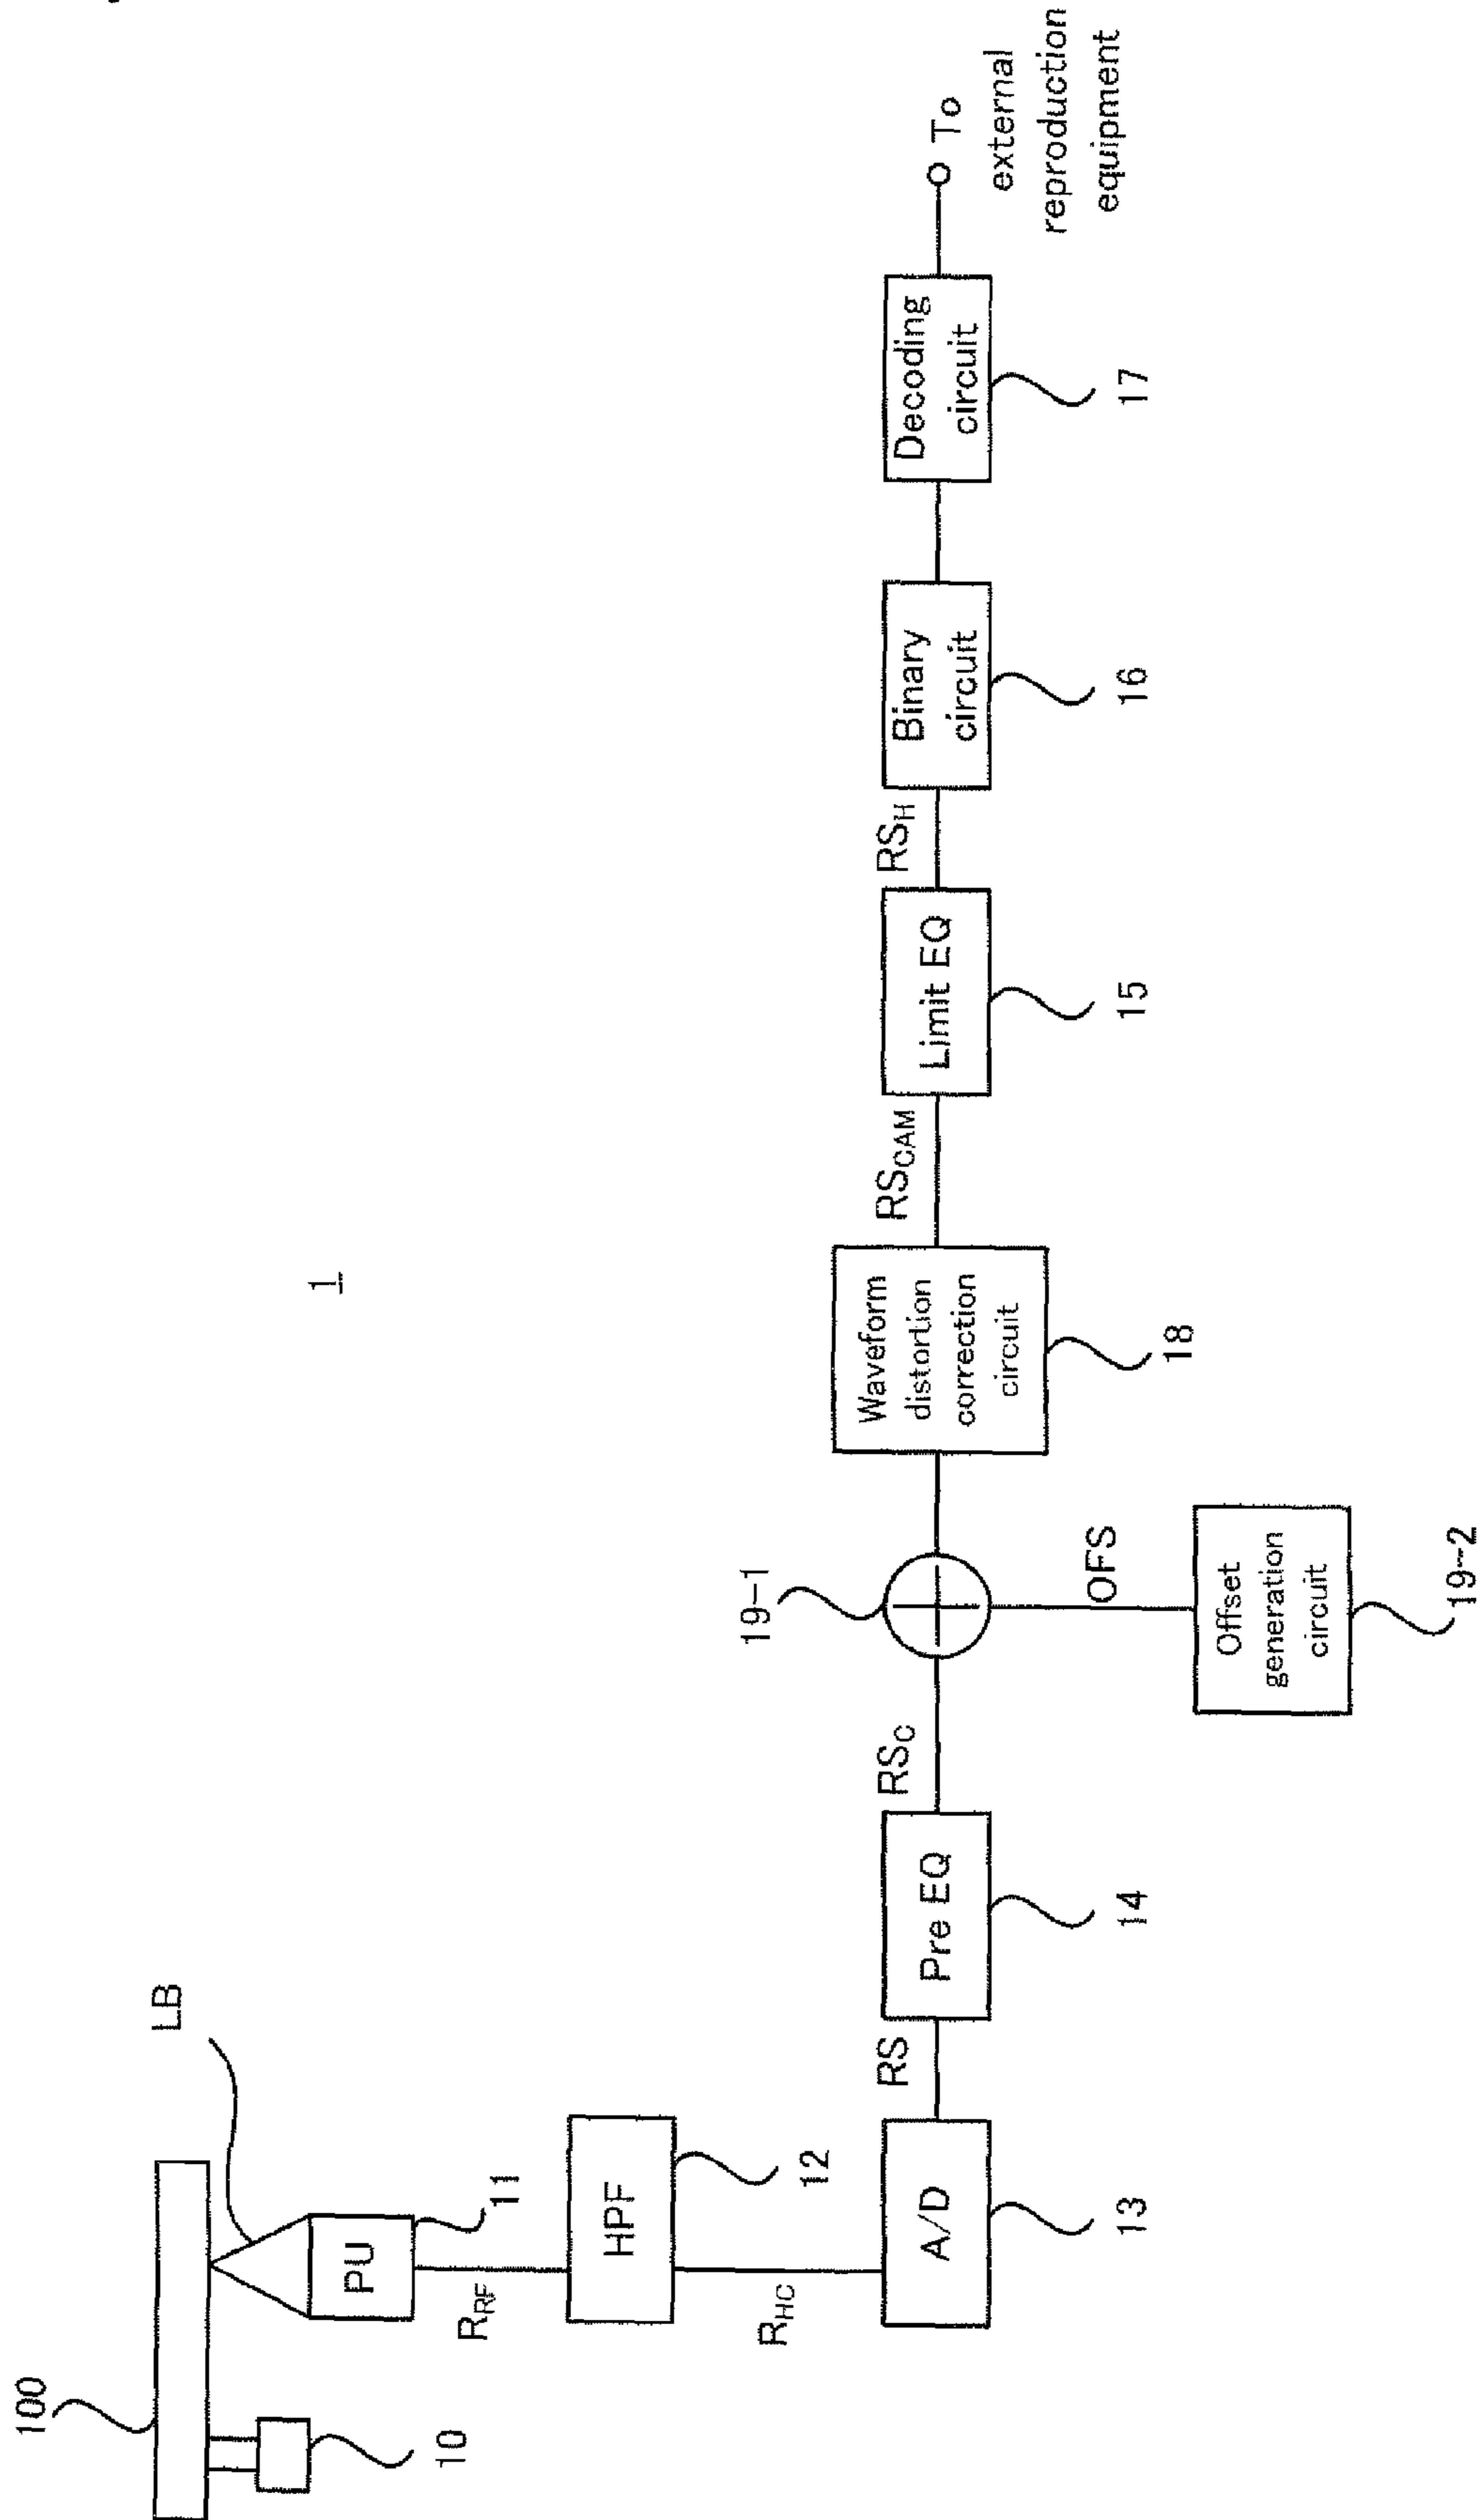 1
100
10
LB
PU
11
R_RF
HPF
12
R_HC
A/D
13
RS
Pre EQ
14
RS_C
19-1
OFS
Offset
generation
circuit
19-2
Waveform
distortion
correction
circuit
18
RS_CAM
Limit EQ
15
RS_H
Binary
circuit
16
Decoding
circuit
17
To
external
reproduction
equipment